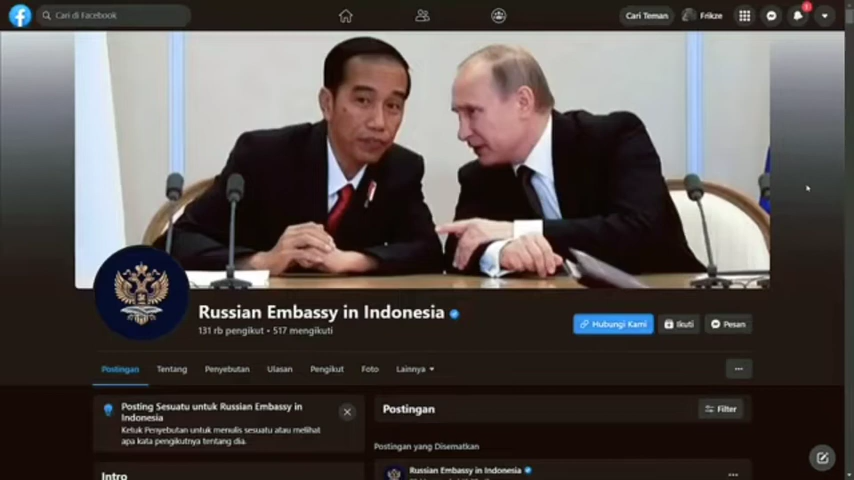 Cari di Facebook
Cari Teman
Frikze
1
Russian Embassy in Indonesia
131 rb pengikut • 517 mengikuti
Hubungi Kami
Ikuti
Pesan
Postingan
Tentang
Penyebutan
Ulasan
Pengikut
Foto
Lainnya
Posting Sesuatu untuk Russian Embassy in
Indonesia
Ketuk Penyebutan untuk menulis sesuatu atau melihat
apa kata pengikutnya tentang dia.
Intro
Postingan
Filter
Postingan yang Disematkan
Russian Embassy in Indonesia